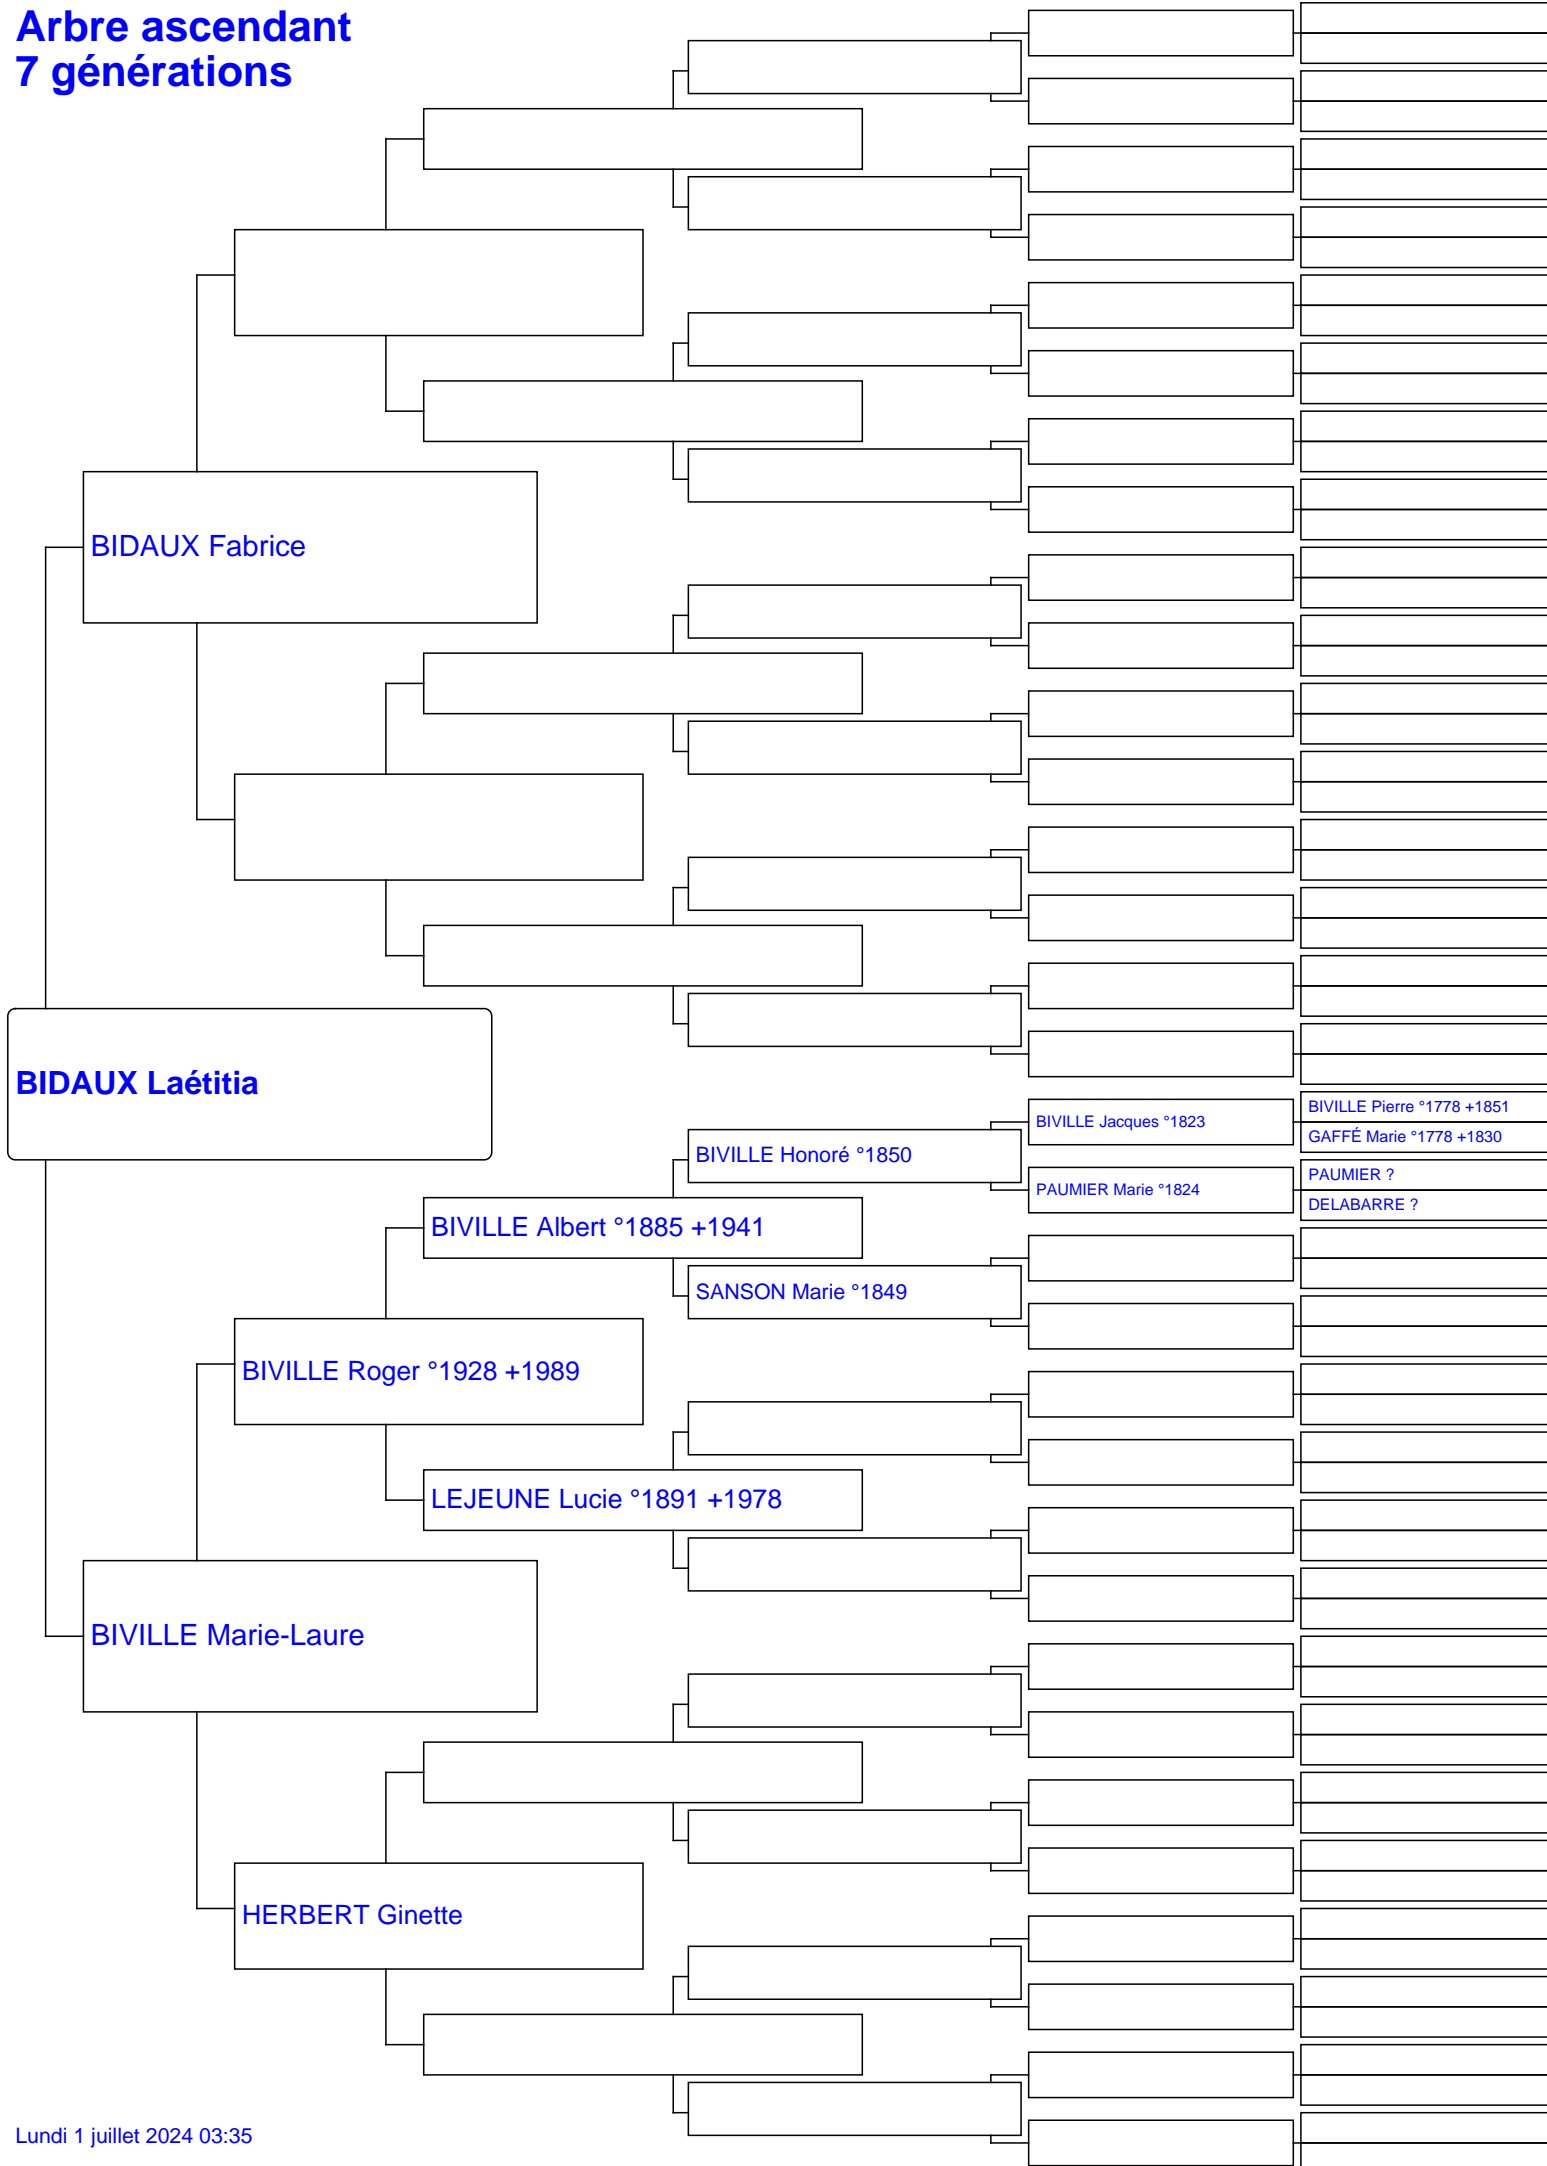 Arbre ascendant
7 générations
BIDAUX Fabrice
BIDAUX Laétitia
BIVILLE Pierre °1778 +1851
BIVILLE Jacques °1823
GAFFÉ Marie °1778 +1830
BIVILLE Honoré °1850
PAUMIER ?
PAUMIER Marie °1824
DELABARRE ?
BIVILLE Albert °1885 +1941
SANSON Marie °1849
BIVILLE Roger °1928 +1989
LEJEUNE Lucie °1891 +1978
BIVILLE Marie-Laure
HERBERT Ginette
Lundi 1 juillet 2024 03:35